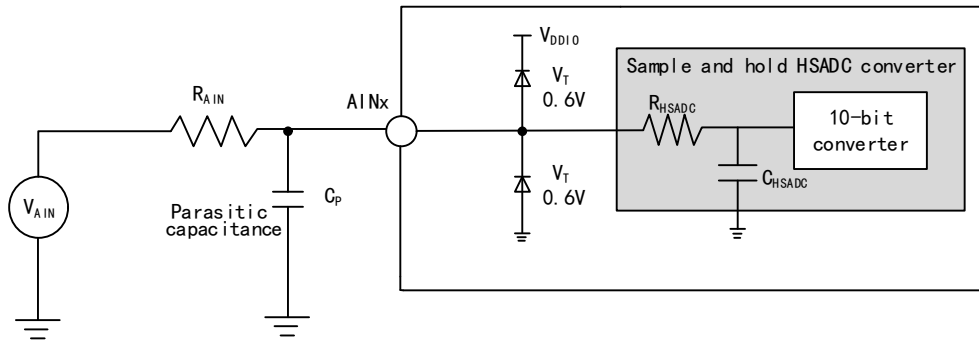 V_DDIO
V_T
0.6V
Sample and hold HSADC converter
R_AIN
AINx
R_HSADC
10-bit
converter
V_T
0.6V
C_HSADC
V_AIN
Parasitic
capacitance
C_P